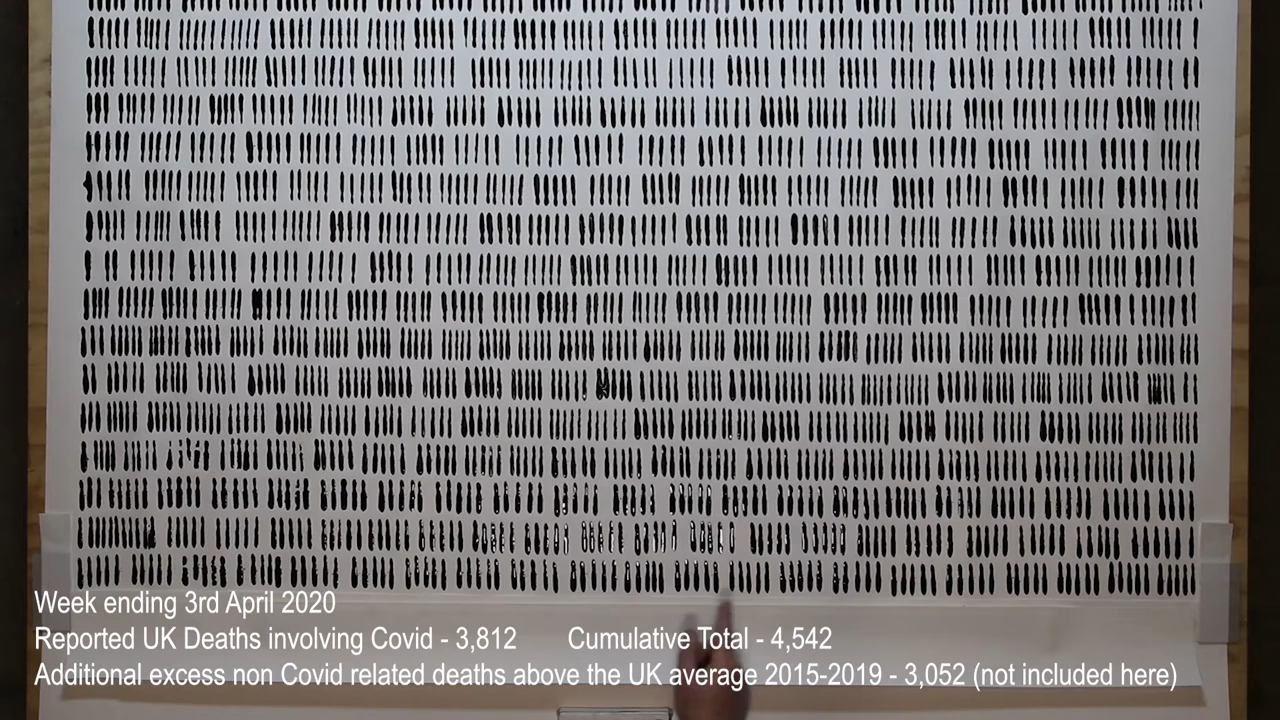 Week ending 3rd April 2020
Reported UK Deaths involving Covid - 3,812 Cumulative Total - 4,542
Additional excess non Covid related deaths above the UK average 2015-2019 - 3,052 (not included here)